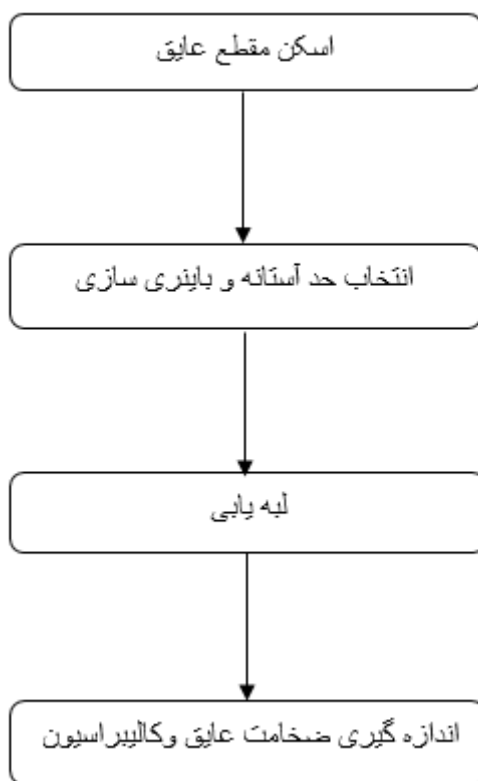 اسکن مقطع عایق
انتخاب حد آستانه و باینری سازی
لبه یابی
اندازه گیری ضخامت عایق وکالیبراسیون